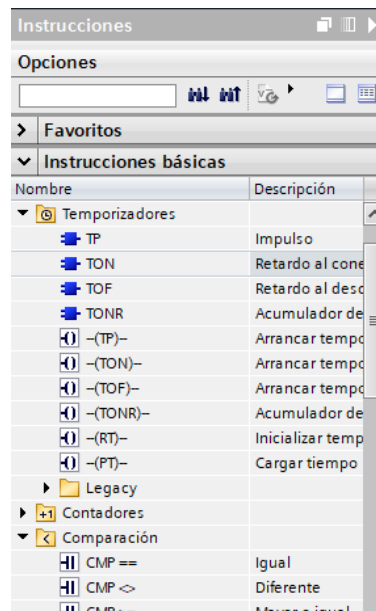 Instrucciones
Opciones
Favoritos
Instrucciones básicas
Nombre Descripción
Temporizadores
TP Impulso
TON Retardo al cone
TOF Retardo al desc
TONR Acumulador de
–(TP)– Arrancar tempo
–(TON)– Arrancar tempo
–(TOF)– Arrancar tempo
–(TONR)– Acumulador de
–(RT)– Inicializar temp
–(PT)– Cargar tiempo
Legacy
+1 Contadores
Comparación
CMP == Igual
CMP <> Diferente